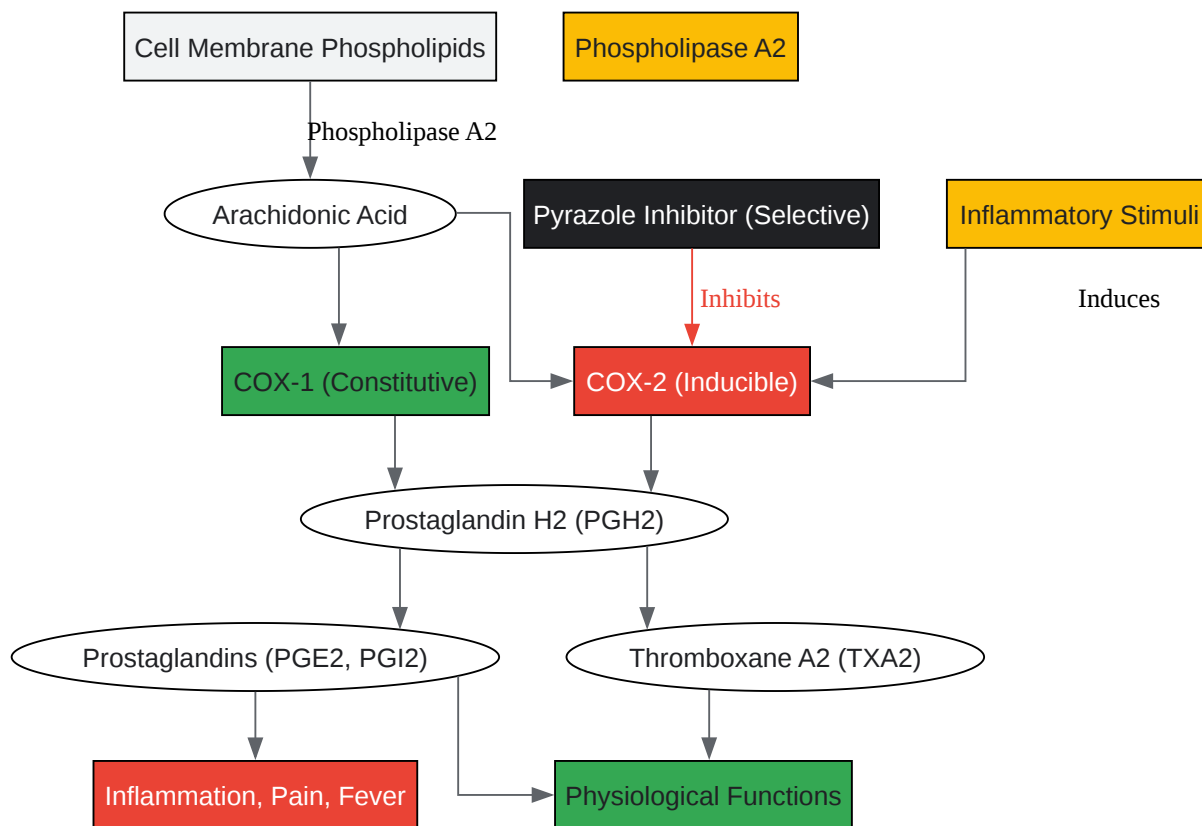 Cell Membrane Phospholipids
Phospholipase A2
Phospholipase A2
Arachidonic Acid
Pyrazole Inhibitor (Selective)
Inflammatory Stimuli
Inhibits
Induces
COX-1 (Constitutive)
COX-2 (Inducible)
Prostaglandin H2 (PGH2)
Prostaglandins (PGE2, PGI2)
Thromboxane A2 (TXA2)
Inflammation, Pain, Fever
Physiological Functions